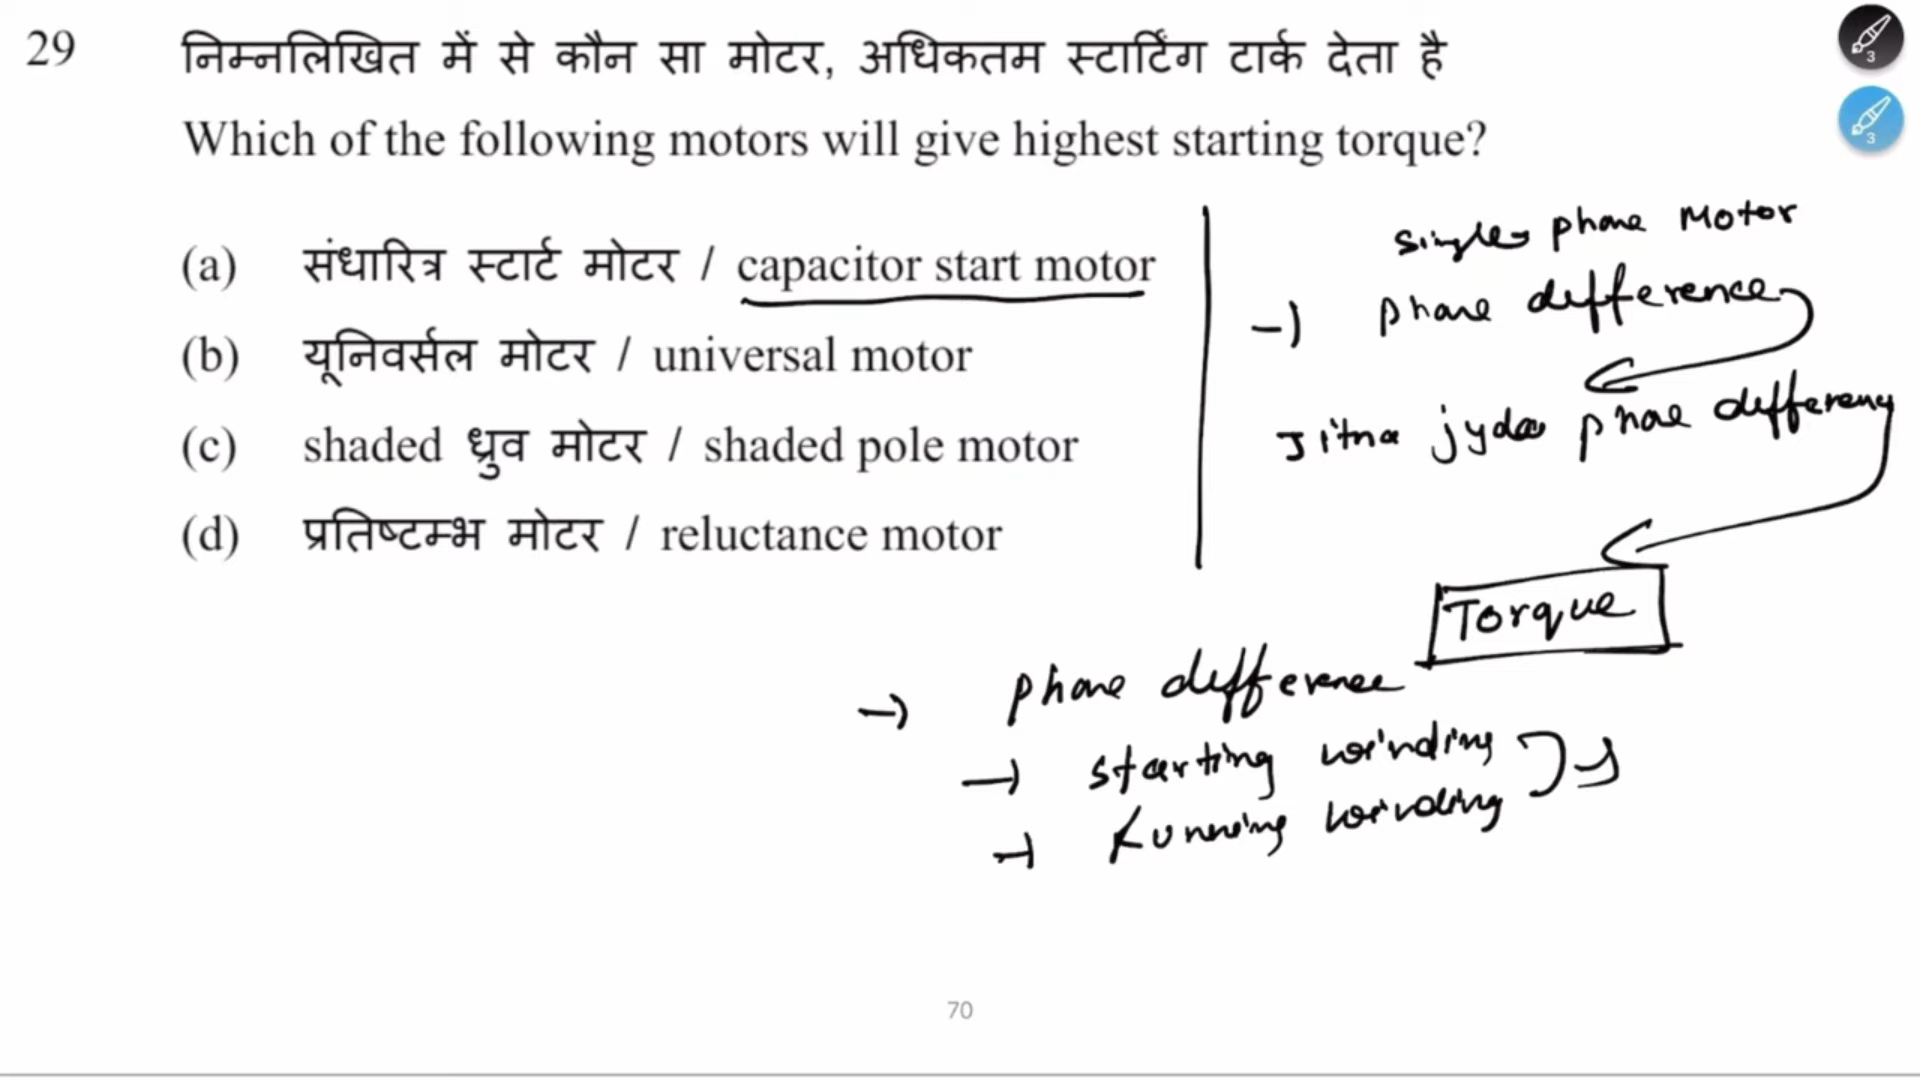 29 निम्नलिखित में से कौन सा मोटर, अधिकतम स्टार्टिंग टार्क देता है
Which of the following motors will give highest starting torque?
(a) संधारित्र स्टार्ट मोटर / capacitor start motor
(b) यूनिवर्सल मोटर / universal motor
(c) shaded ध्रुव मोटर / shaded pole motor
(d) प्रतिष्टम्भ मोटर / reluctance motor
Single phase Motor
→ phase difference
Jitna jyda phase difference
Torque
→ phase difference
→ starting winding
→ running winding
70
3
3